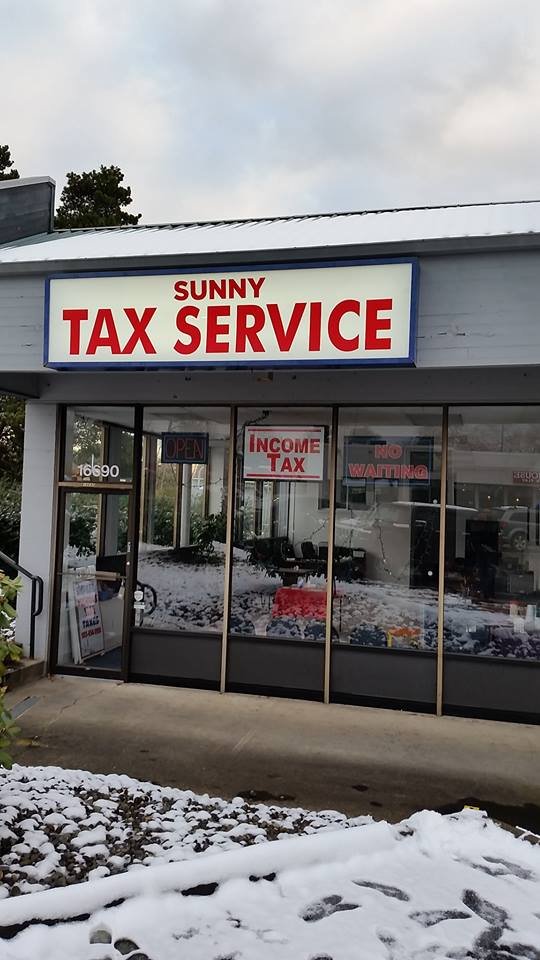 SUNNY
TAX SERVICE
16690
OPEN
INCOME
TAX
NO
WAITING